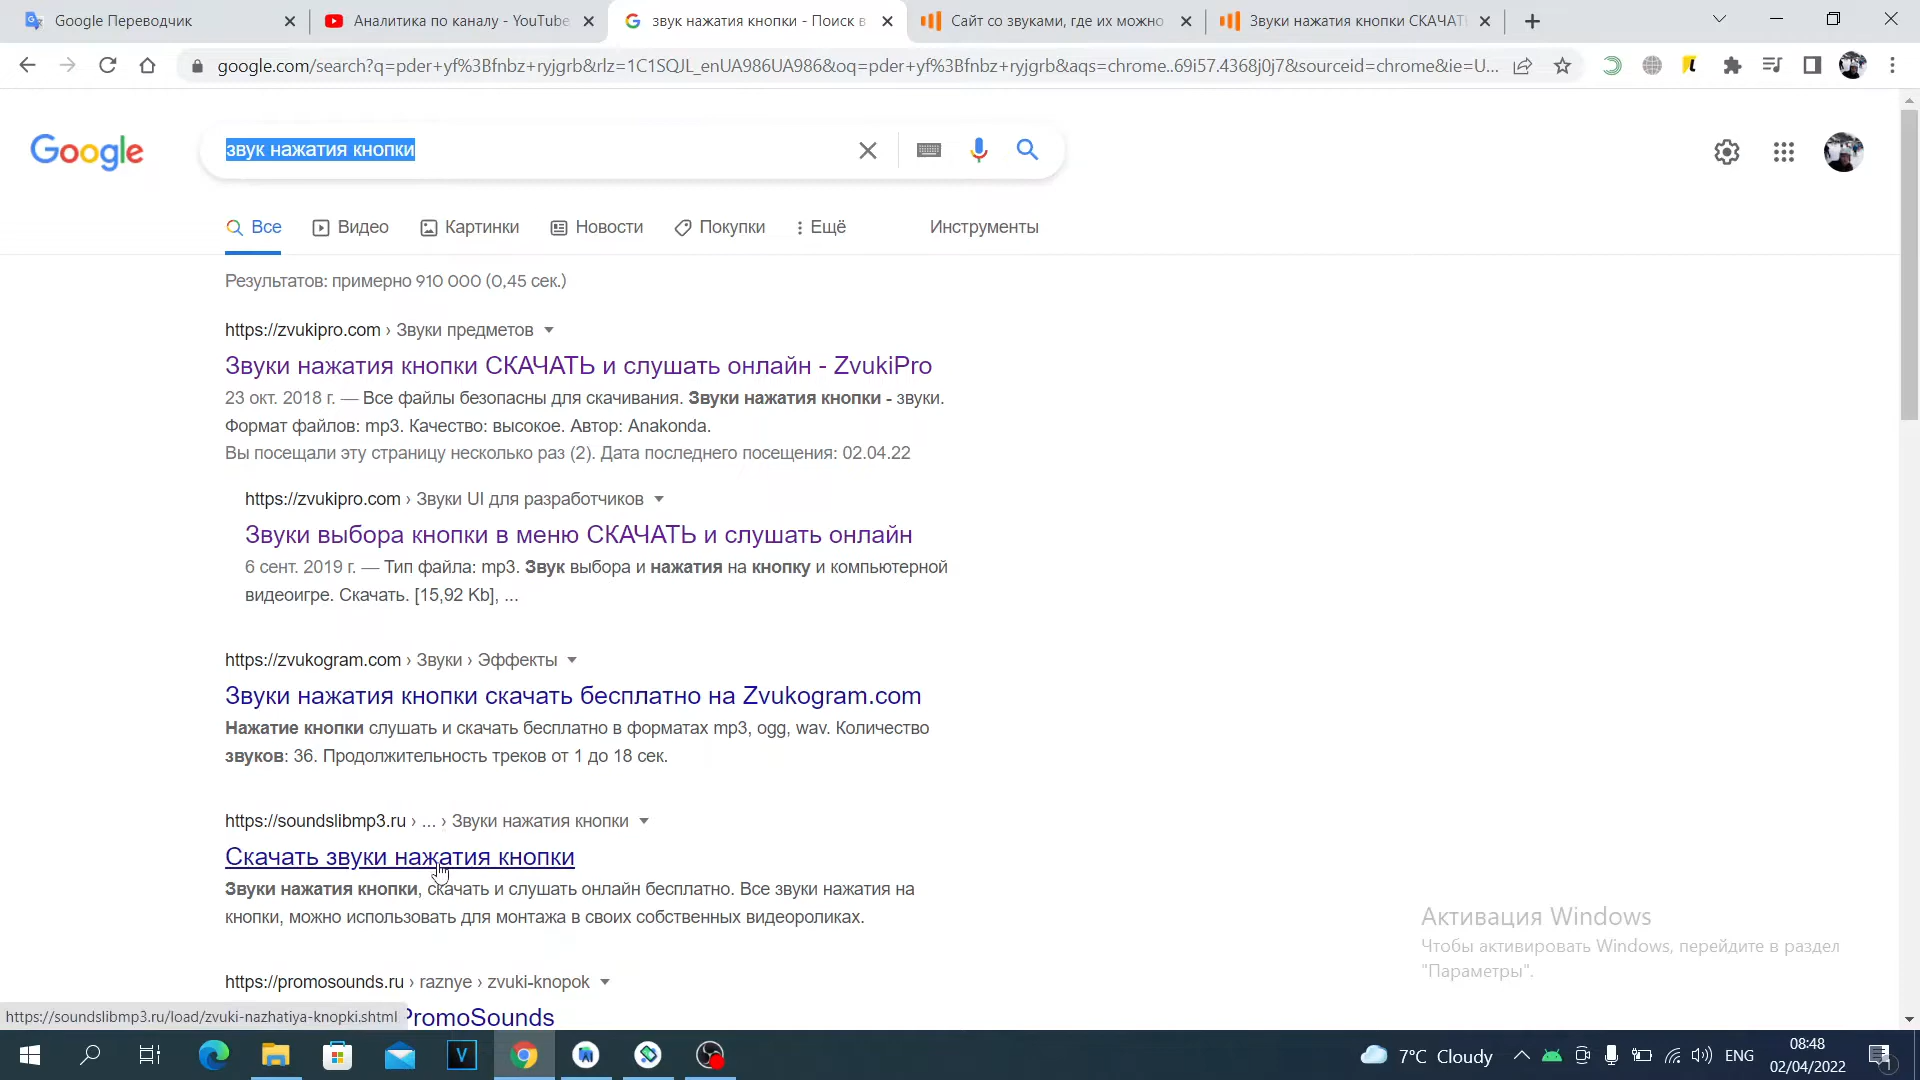 Google Переводчик
Аналитика по каналу - YouTube
звук нажатия кнопки - Поиск в
Сайт со звуками, где их можно
Звуки нажатия кнопки СКАЧАТЬ
google.com/search?q=pder+yf%3Bfnbz+ryjgrb&rlz=1C1SQJL_enUA986UA986&oq=pder+yf%3Bfnbz+ryjgrb&aqs=chrome..69i57.4368j0j7&sourceid=chrome&ie=U...
Google
звук нажатия кнопки
Все
Видео
Картинки
Новости
Покупки
Ещё
Инструменты
Результатов: примерно 910 000 (0,45 сек.)
https://zvukipro.com › Звуки предметов
Звуки нажатия кнопки СКАЧАТЬ и слушать онлайн - ZvukiPro
23 окт. 2018 г. — Все файлы безопасны для скачивания. Звуки нажатия кнопки - звуки.
Формат файлов: mp3. Качество: высокое. Автор: Anakonda.
Вы посещали эту страницу несколько раз (2). Дата последнего посещения: 02.04.22
https://zvukipro.com › Звуки UI для разработчиков
Звуки выбора кнопки в меню СКАЧАТЬ и слушать онлайн
6 сент. 2019 г. — Тип файла: mp3. Звук выбора и нажатия на кнопку и компьютерной
видеоигре. Скачать. [15,92 Kb], ...
https://zvukogram.com › Звуки › Эффекты
Звуки нажатия кнопки скачать бесплатно на Zvukogram.com
Нажатие кнопки слушать и скачать бесплатно в форматах mp3, ogg, wav. Количество
звуков: 36. Продолжительность треков от 1 до 18 сек.
https://soundslibmp3.ru › ... › Звуки нажатия кнопки
Скачать звуки нажатия кнопки
Звуки нажатия кнопки, скачать и слушать онлайн бесплатно. Все звуки нажатия на
кнопки, можно использовать для монтажа в своих собственных видеороликах.
Активация Windows
Чтобы активировать Windows, перейдите в раздел
"Параметры".
https://promosounds.ru › raznye › zvuki-knopok
PromoSounds
https://soundslibmp3.ru/load/zvuki-nazhatiya-knopki.shtml
V
7°C Cloudy
ENG
08:48
02/04/2022
1